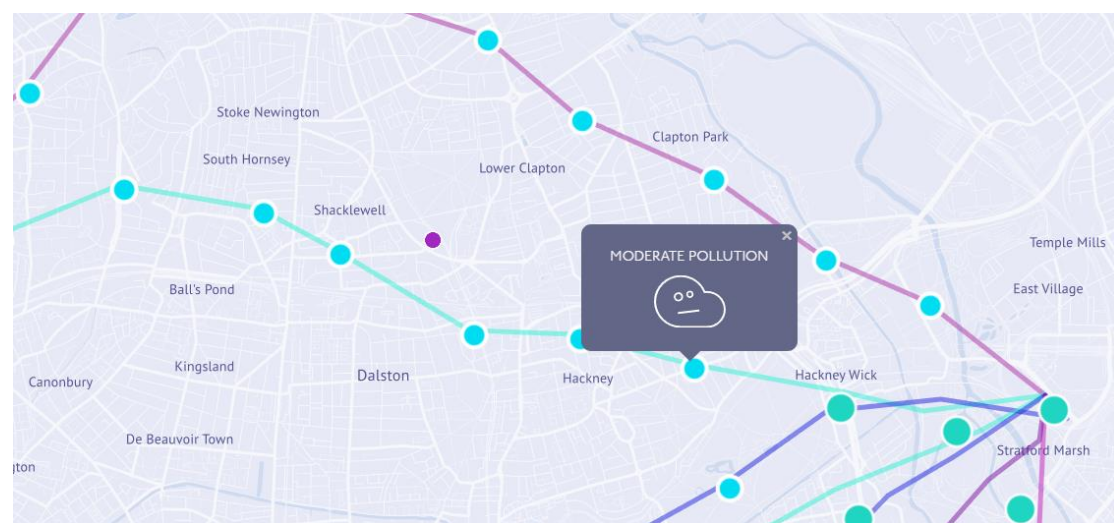 Stoke Newington
Clapton Park
South Hornsey
Lower Clapton
Shacklewell
×
Temple Mills
MODERATE POLLUTION
Ball's Pond
East Village
Kingsland
Dalston
Hackney
Hackney Wick
Canonbury
De Beauvoir Town
Stratford Marsh
gton